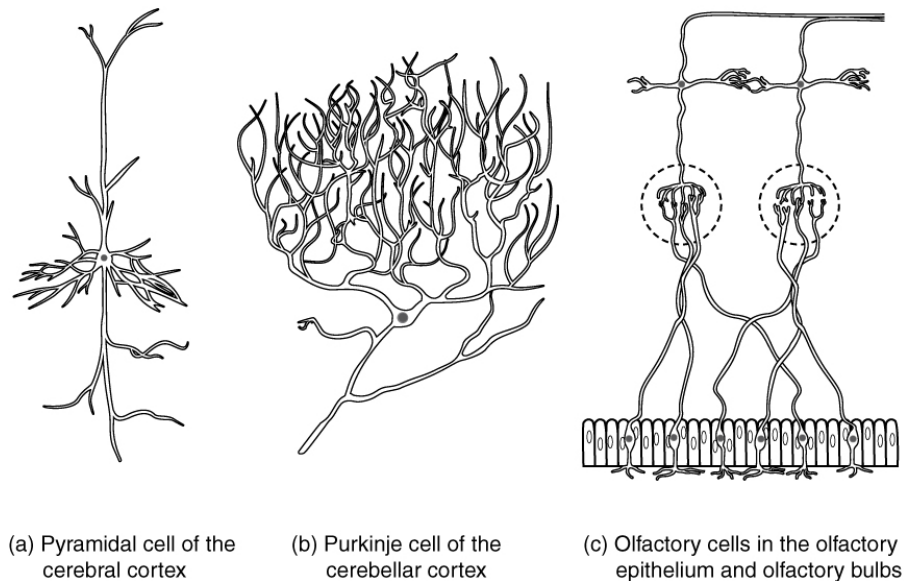 (a) Pyramidal cell of the
cerebral cortex
(b) Purkinje cell of the
cerebellar cortex
(c) Olfactory cells in the olfactory
epithelium and olfactory bulbs